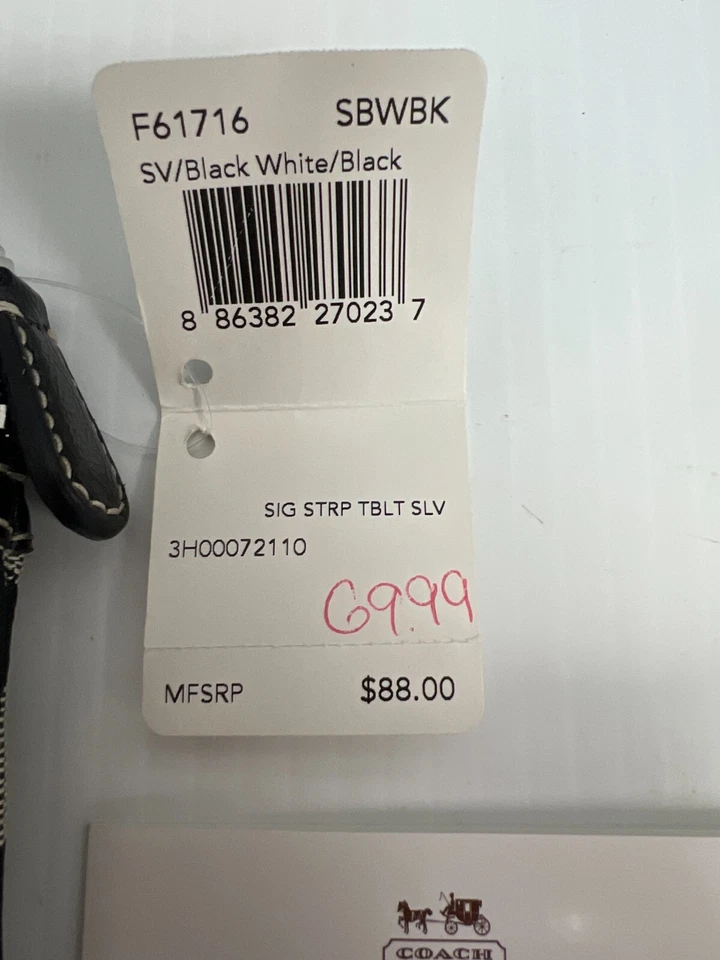 F61716 SBWBK
SV/Black White/Black
8 86382 27023 7
SIG STRP TBLT SLV
3H00072110
69.99
MFSRP $88.00
COACH